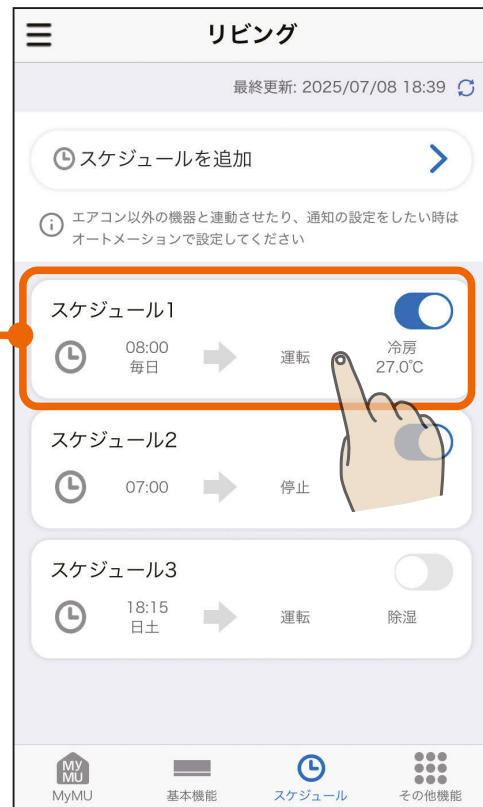 リビング
最終更新: 2025/07/08 18:39
スケジュールを追加
エアコン以外の機器と連動させたり、通知の設定をしたい時は
オートメーションで設定してください
スケジュール1
08:00
毎日
運転
冷房
27.0℃
スケジュール2
07:00
停止
スケジュール3
18:15
日土
運転
除湿
MY
MU
MyMU
基本機能
スケジュール
その他機能